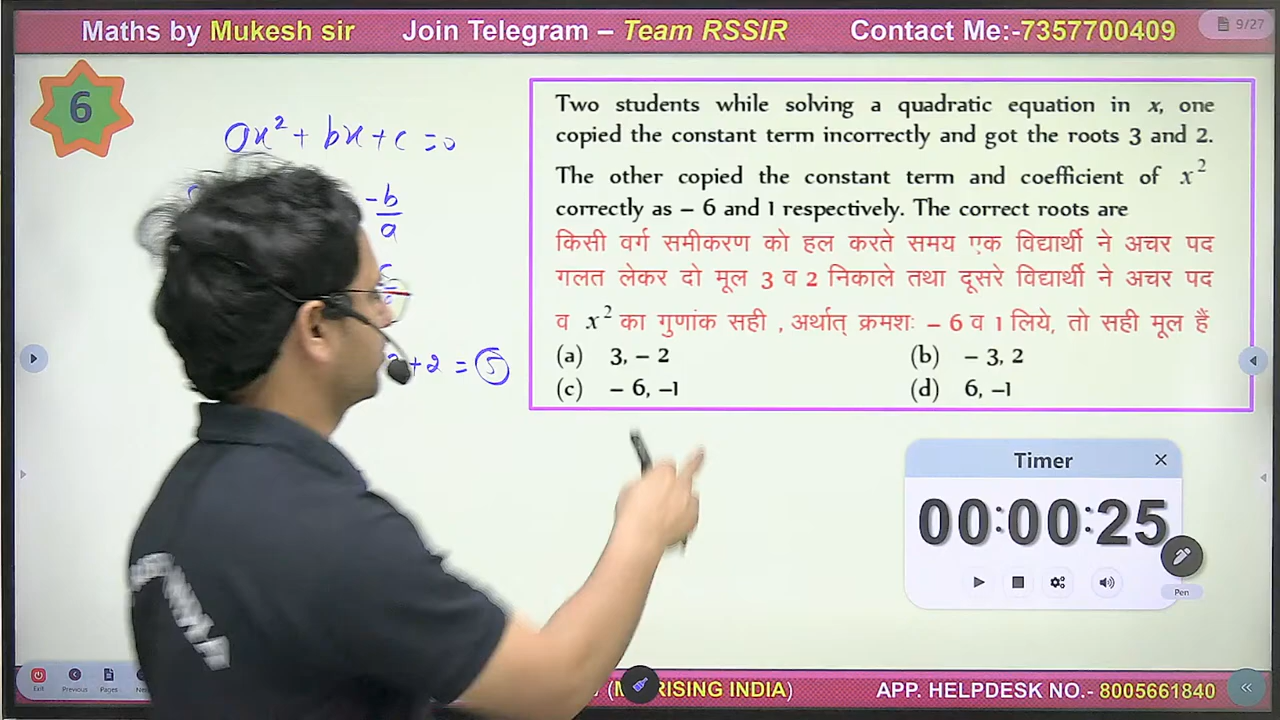 Maths by Mukesh sir Join Telegram – Team RSSIR Contact Me:-7357700409
9/27
6
ax² + bx + c = 0
-b
a
+2 = 5
Two students while solving a quadratic equation in x, one
copied the constant term incorrectly and got the roots 3 and 2.
The other copied the constant term and coefficient of x²
correctly as – 6 and 1 respectively. The correct roots are
किसी वर्ग समीकरण को हल करते समय एक विद्यार्थी ने अचर पद
गलत लेकर दो मूल 3 व 2 निकाले तथा दूसरे विद्यार्थी ने अचर पद
व x² का गुणांक सही , अर्थात् क्रमशः – 6 व 1 लिये, तो सही मूल हैं
(a) 3, – 2 (b) – 3, 2
(c) – 6, –1 (d) 6, –1
Timer
00:00:25
Pen
Exit Previous Pages
RISING INDIA) APP. HELPDESK NO.- 8005661840